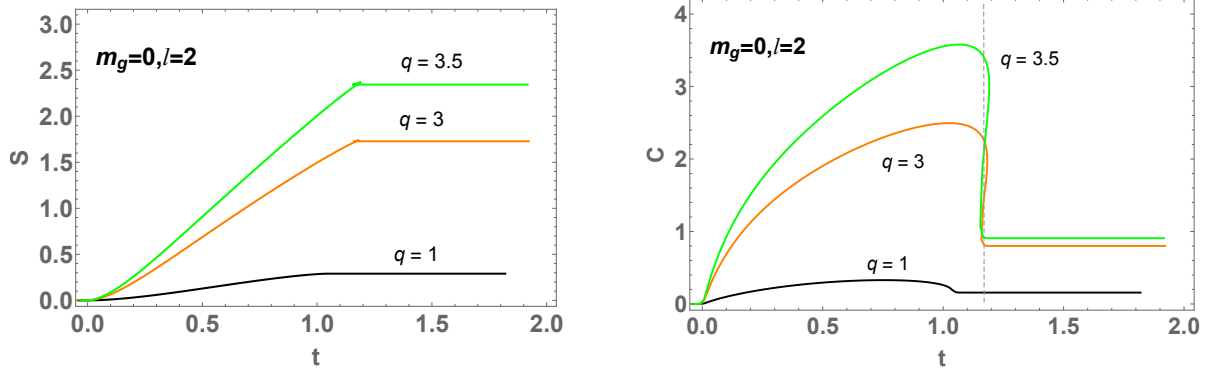 3.0
2.5
2.0
1.5
1.0
0.5
0.0
S
m_g=0,l=2
q = 3.5
q = 3
q = 1
0.0 0.5 1.0 1.5 2.0
t
4
3
2
1
0
C
m_g=0,l=2
q = 3.5
q = 3
q = 1
0.0 0.5 1.0 1.5 2.0
t